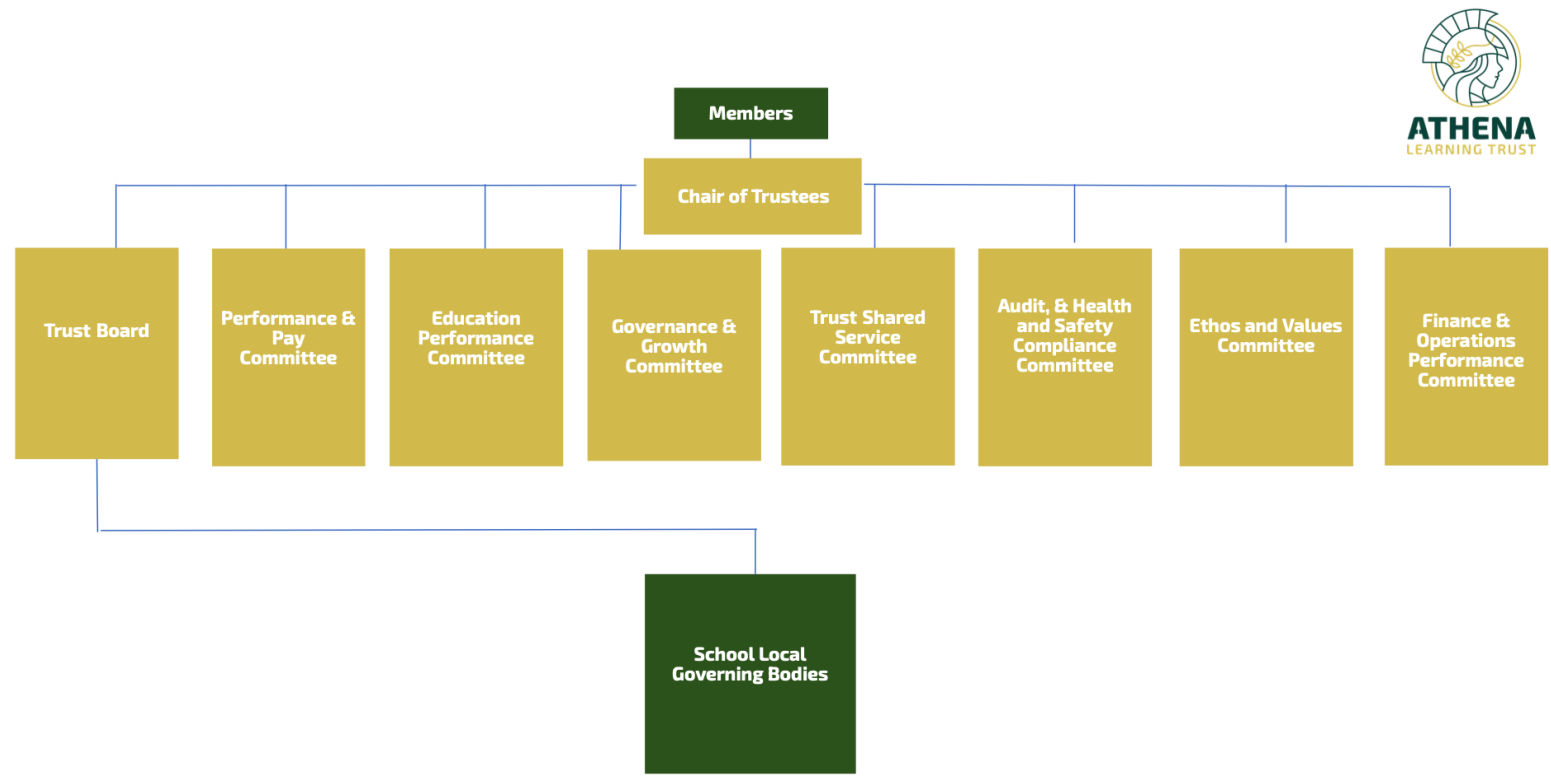 ATHENA
LEARNING TRUST
Members
Chair of Trustees
Trust Board
Performance &
Pay
Committee
Education
Performance
Committee
Governance &
Growth
Committee
Trust Shared
Service
Committee
Audit, & Health
and Safety
Compliance
Committee
Ethos and Values
Committee
Finance &
Operations
Performance
Committee
School Local
Governing Bodies